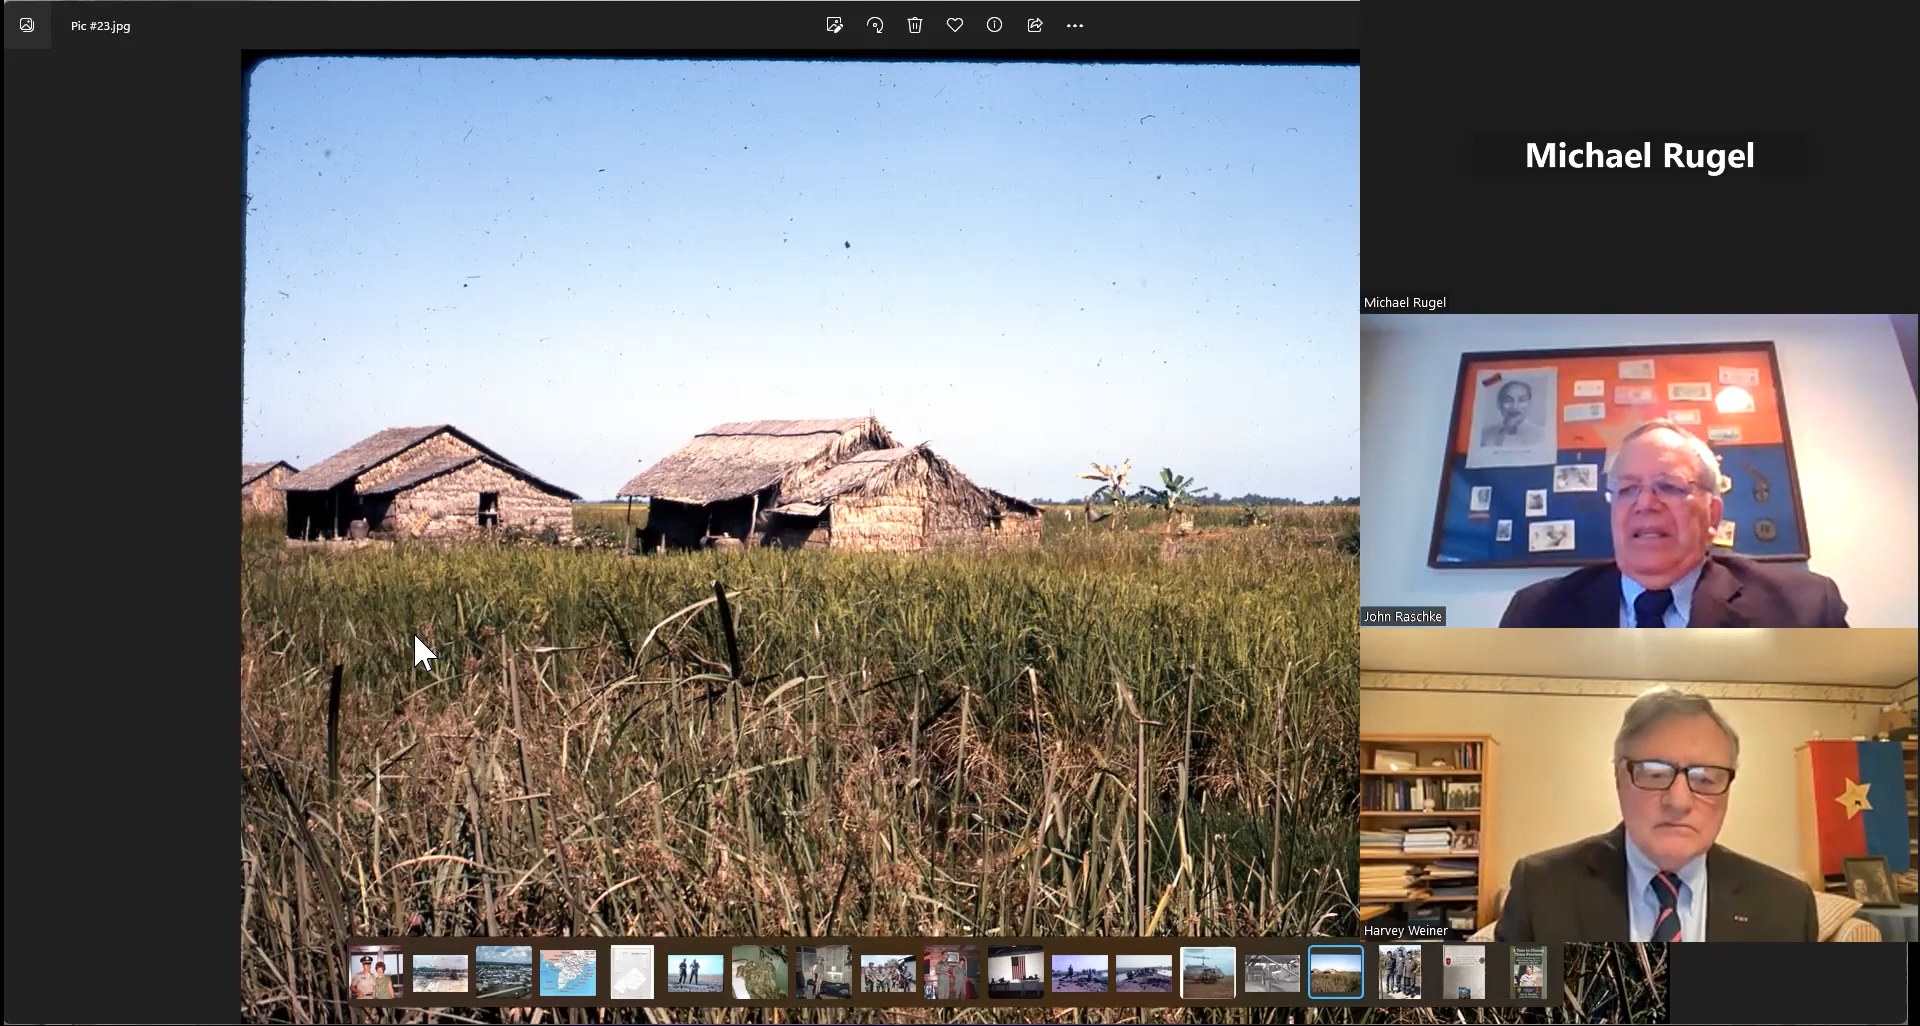 Pic #23.jpg
Michael Rugel
Michael Rugel
John Raschke
Harvey Weiner